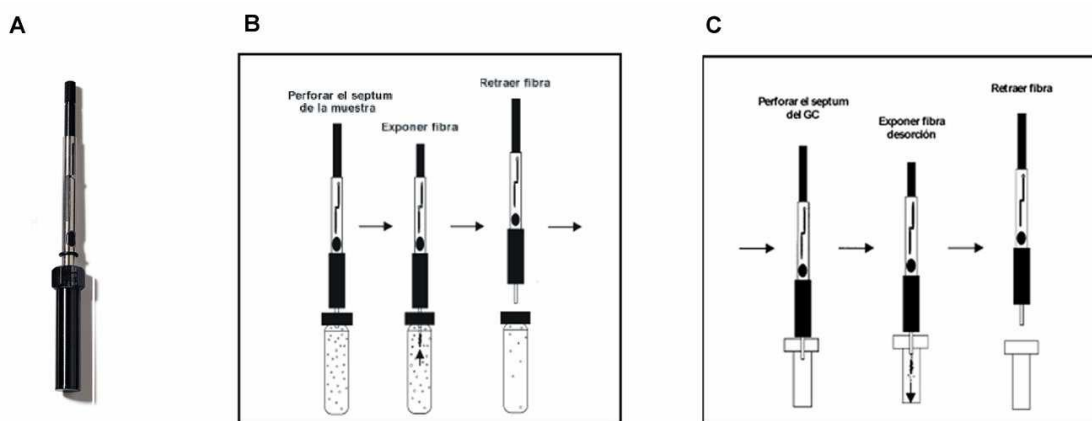 A
B
C
Perforar el septum
de la muestra
Exponer fibra
Retraer fibra
Perforar el septum
del GC
Exponer fibra
desorción
Retraer fibra